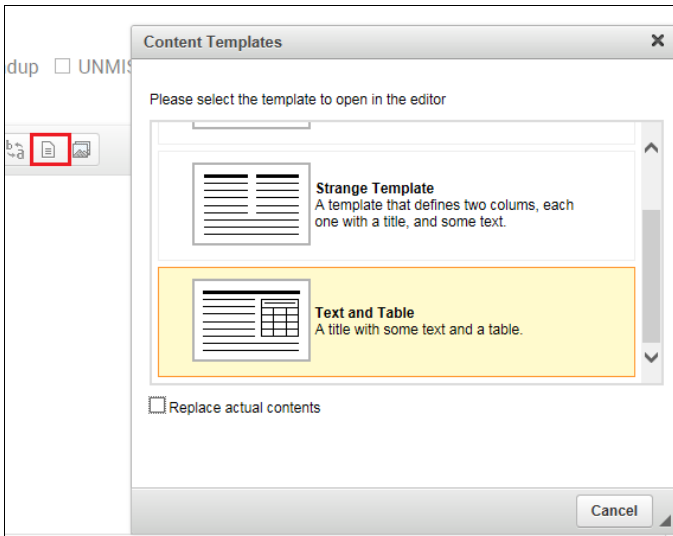 Content Templates
dup UNMIS
Please select the template to open in the editor
Strange Template
A template that defines two colums, each
one with a title, and some text.
Text and Table
A title with some text and a table.
Replace actual contents
Cancel